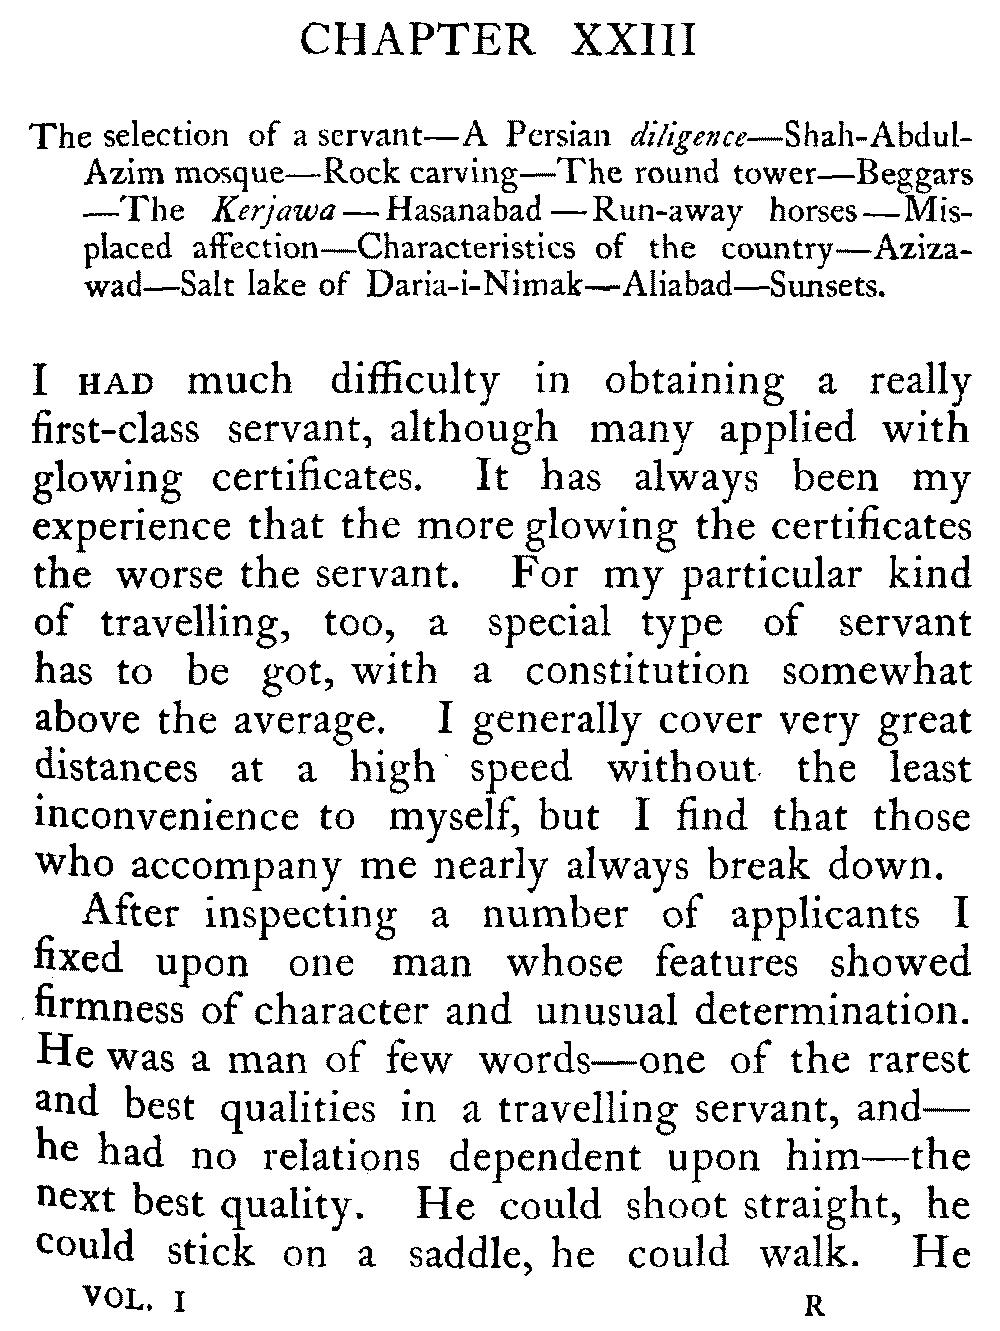 CHAPTER XXIII
The selection of a servant—A Persian diligence—Shah-Abdul-
Azim mosque—Rock carving—The round tower—Beggars
—The Kerjawa—Hasanabad—Run-away horses—Mis-
placed affection—Characteristics of the country—Aziza-
wad—Salt lake of Daria-i-Nimak—Aliabad—Sunsets.
I HAD much difficulty in obtaining a really
first-class servant, although many applied with
glowing certificates. It has always been my
experience that the more glowing the certificates
the worse the servant. For my particular kind
of travelling, too, a special type of servant
has to be got, with a constitution somewhat
above the average. I generally cover very great
distances at a high speed without the least
inconvenience to myself, but I find that those
who accompany me nearly always break down.
After inspecting a number of applicants I
fixed upon one man whose features showed
firmness of character and unusual determination.
He was a man of few words—one of the rarest
and best qualities in a travelling servant, and—
he had no relations dependent upon him—the
next best quality. He could shoot straight, he
could stick on a saddle, he could walk. He
VOL. I R